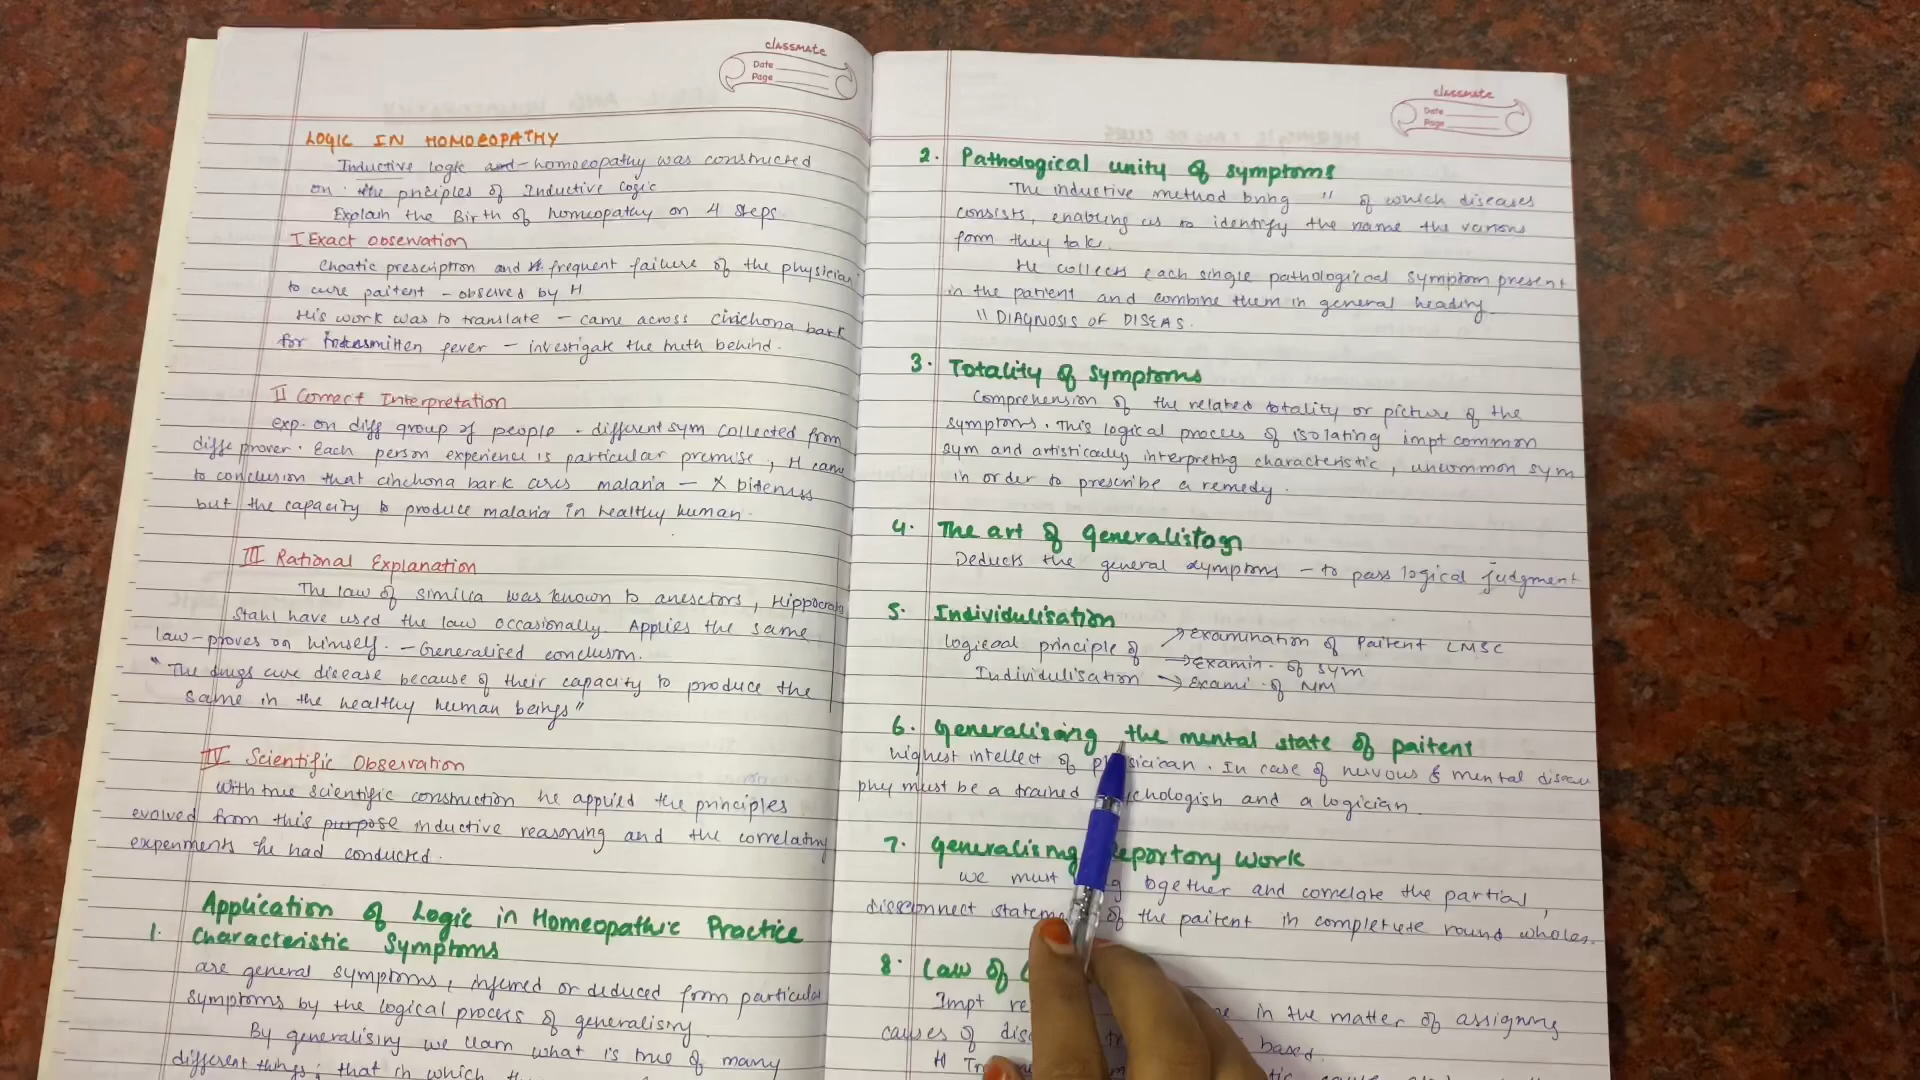 classmate
Date
Page
LOGIC IN HOMOEOPATHY
Inductive logic and - homoeopathy was constructed
on the priciples of Inductive Logic
Explain the Birth of homeopathy on 4 steps
I Exact observation
Choatic prescription and frequent failure of the physician
to cure paitent - observed by H
His work was to translate - came across Cinchona bark
for fever - investigate the truth behind.
II Correct Interpretation
exp. on diff group of people - different sym collected from
diffe prover. Each person experience is particular premise, H came
to conclusion that cinchona bark cures malaria - X biterness
but the capacity to produce malaria in healthy human.
III Rational Explanation
The law of similia was known to anesctors, Hippocrates
Stahl have used the law occasionally. Applies the same
law - proves on himself. - Generalised conclusion.
"The drugs cure disease because of their capacity to produce the
same in the healthy human beings"
IV Scientific Observation
with true scientific construction he applied the principles
evolved from this purpose inductive reasoning and the correlating
experiments he had conducted.
Application of Logic in Homeopathic Practice
1. Characteristic Symptoms
are general symptoms, inferred or deduced from particular
symptoms by the logical process of generalising
By generalising we learn what is true of many
different things; that in which
classmate
Date
Page
2. Pathological unity of symptoms
The inductive method bring " of which diseases
consists, enabling us to identify the name the various
form they take.
He collects each single pathological symptom present
in the patient and combine them in general heading.
" DIAGNOSIS OF DISEAS.
3. Totality of symptoms
Comprehension of the related totality or picture of the
symptoms. This logical process of isolating impt common
sym and artistically interpreting characteristic, uncommon sym
in order to prescribe a remedy.
4. The art of
Deducts the general symptoms - to pass logical judgment
5. Individulisation
Logical principle of → Examination of Paitent LMSC
→ Examin. of sym
Individulisation → Exami. of MM
6. Generalising the mental state of paitent
highest intellect of physician. In case of nuvous & mental
phy must be a trained and a logician.
7. Generalising Reportory work
we must together and correlate the partial,
disconnect of the paitent in round wholes.
8. Law of
Impt in the matter of assigning
causes of based.
H